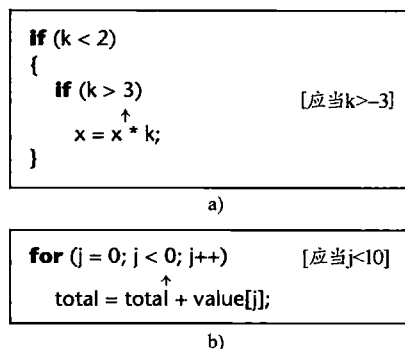 if (k < 2)
{
if (k > 3) [应当k>–3]
↑
x = x * k;
}
a)
for (j = 0; j < 0; j++) [应当j<10]
↑
total = total + value[j];
b)